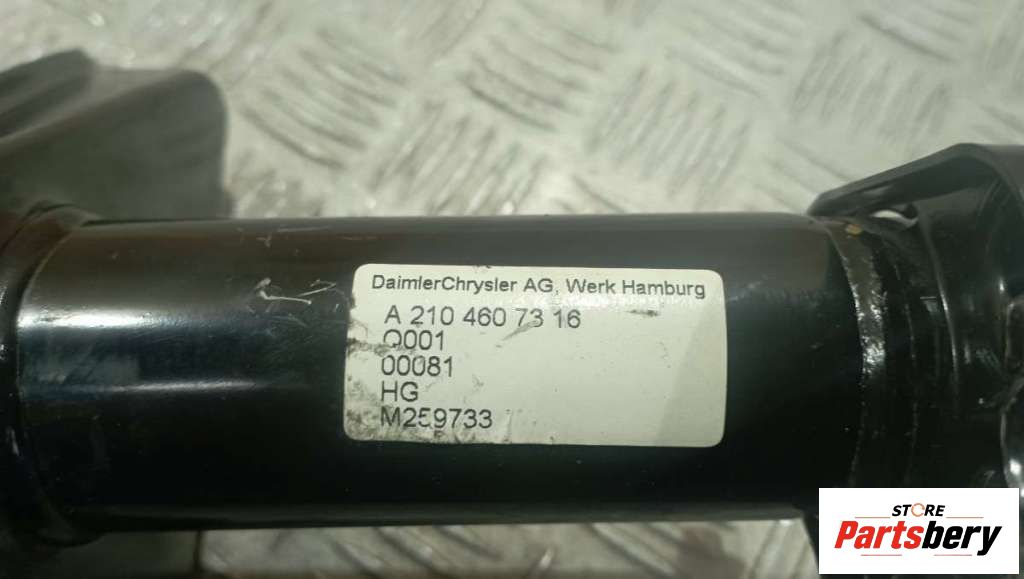 DaimlerChrysler AG, Werk Hamburg
A 210 460 73 16
Q001
00081
HG
M259733
STORE
Partsbery